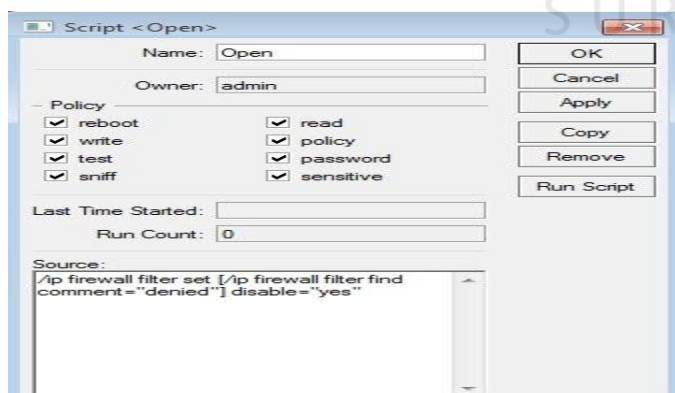 S U R
Script <Open>
Name: Open
OK
Owner: admin
Cancel
Policy
Apply
reboot
read
write
policy
Copy
test
password
Remove
sniff
sensitive
Run Script
Last Time Started:
Run Count: 0
Source:
/ip firewall filter set [/ip firewall filter find
comment="denied"] disable="yes"